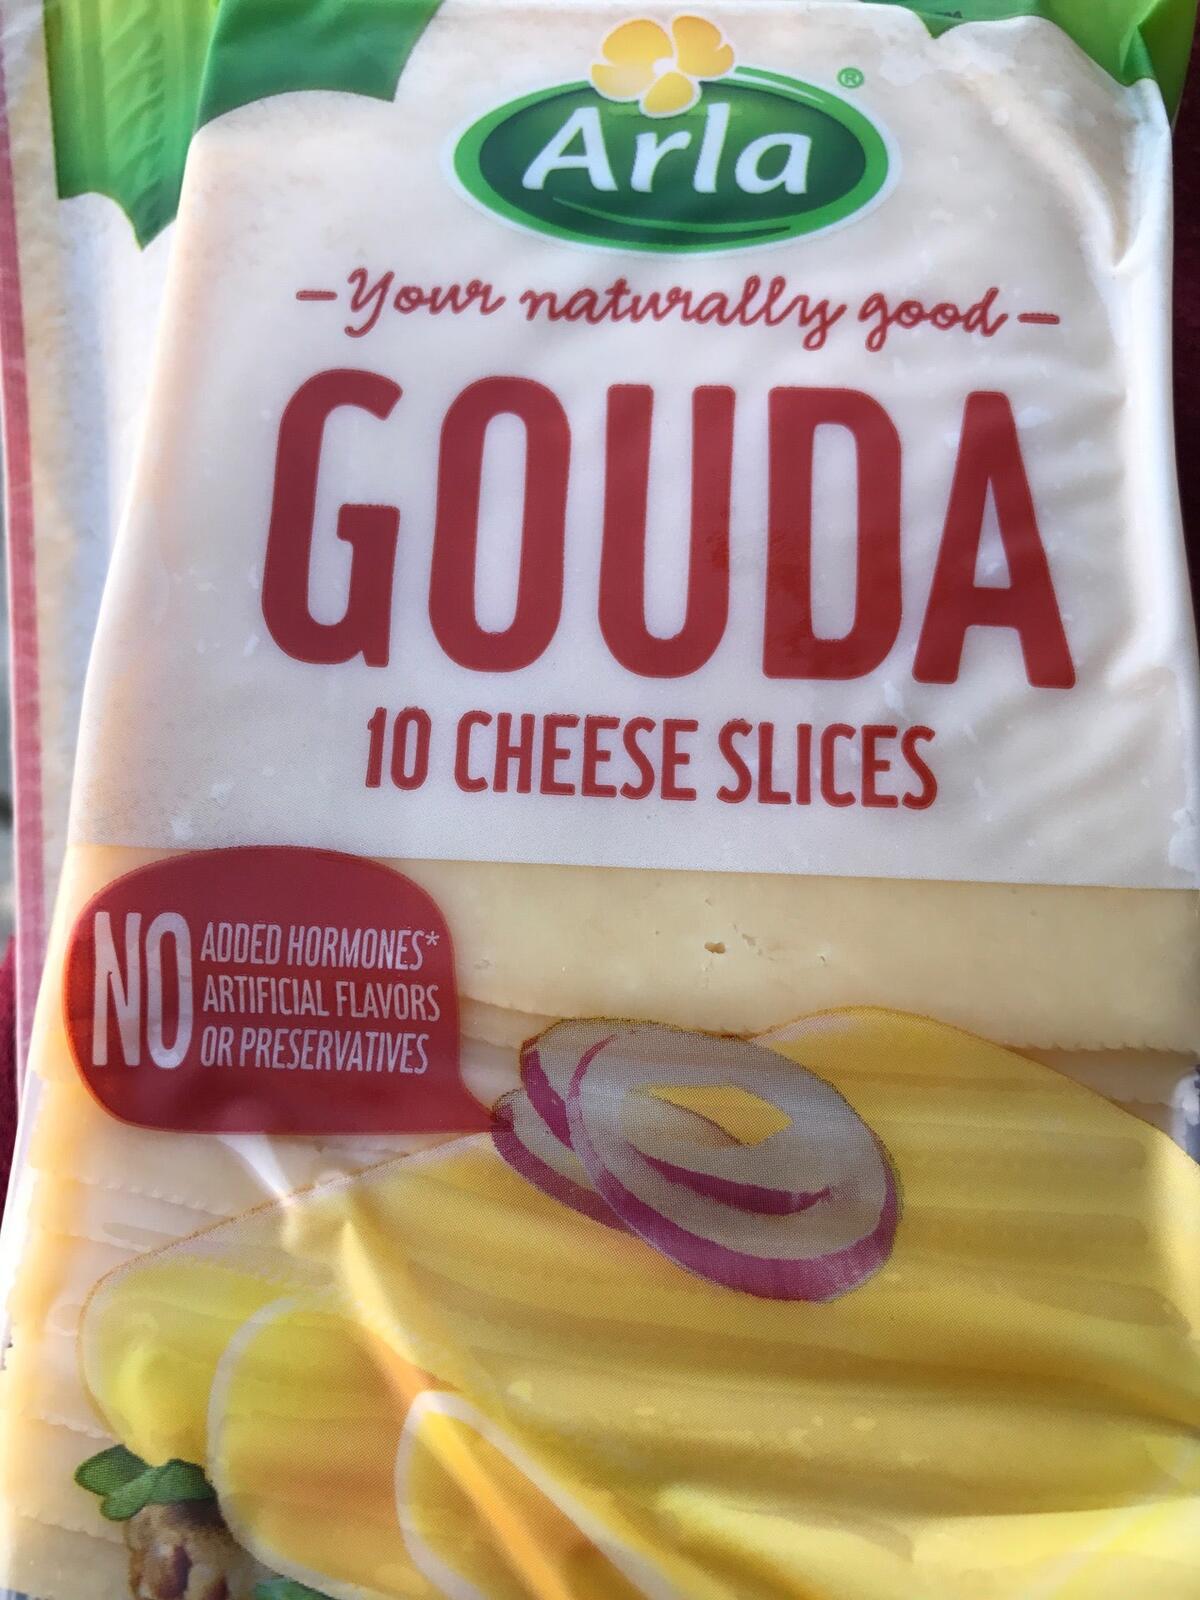 Arla®
—Your naturally good—
GOUDA
10 CHEESE SLICES
NO
ADDED HORMONES*
ARTIFICIAL FLAVORS
OR PRESERVATIVES